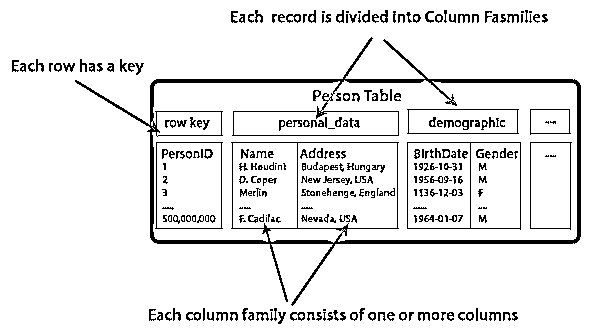 Each record is divided into Column Fasmilies
Each row has a key
Person Table
row key personal_data demographic ....
PersonID Name Address BirthDate Gender ....
1 H. Houdini Budapest, Hungary 1926-10-31 M
2 D. Coper New Jersey, USA 1956-09-16 M
3 Merlin Stonehenge, England 1136-12-03 F
.... .... .... ....
500,000,000 F. Cadilac Nevada, USA 1964-01-07 M
Each column family consists of one or more columns